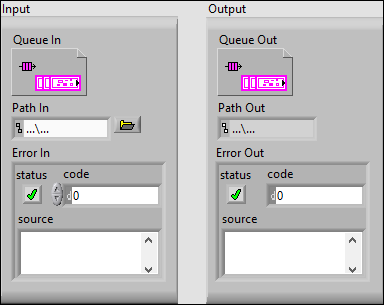 Input
Queue In
Path In
...\...
Error In
status code
0
source
Output
Queue Out
Path Out
...\...
Error Out
status code
0
source